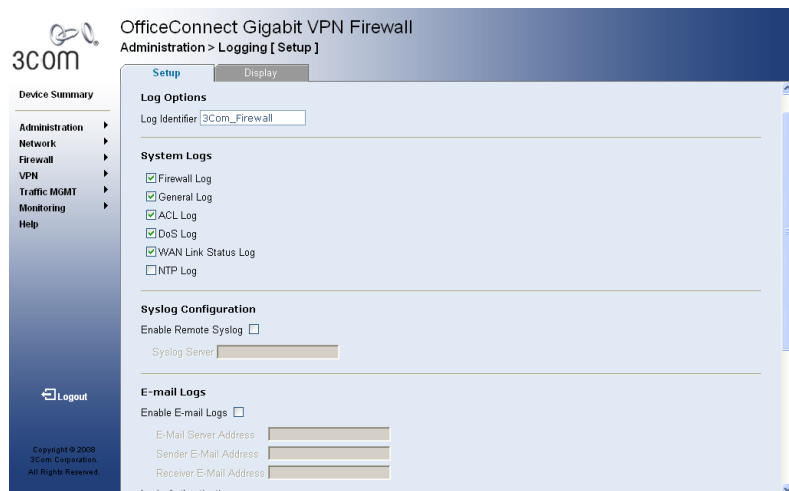 OfficeConnect Gigabit VPN Firewall
Administration > Logging [ Setup ]
3COM
Setup
Display
Device Summary
Administration
Network
Firewall
VPN
Traffic MGMT
Monitoring
Help
Logout
Copyright © 2008
3Com Corporation.
All Rights Reserved.
Log Options
Log Identifier 3Com_Firewall
System Logs
Firewall Log
General Log
ACL Log
DoS Log
WAN Link Status Log
NTP Log
Syslog Configuration
Enable Remote Syslog
Syslog Server
E-mail Logs
Enable E-mail Logs
E-Mail Server Address
Sender E-Mail Address
Receiver E-Mail Address